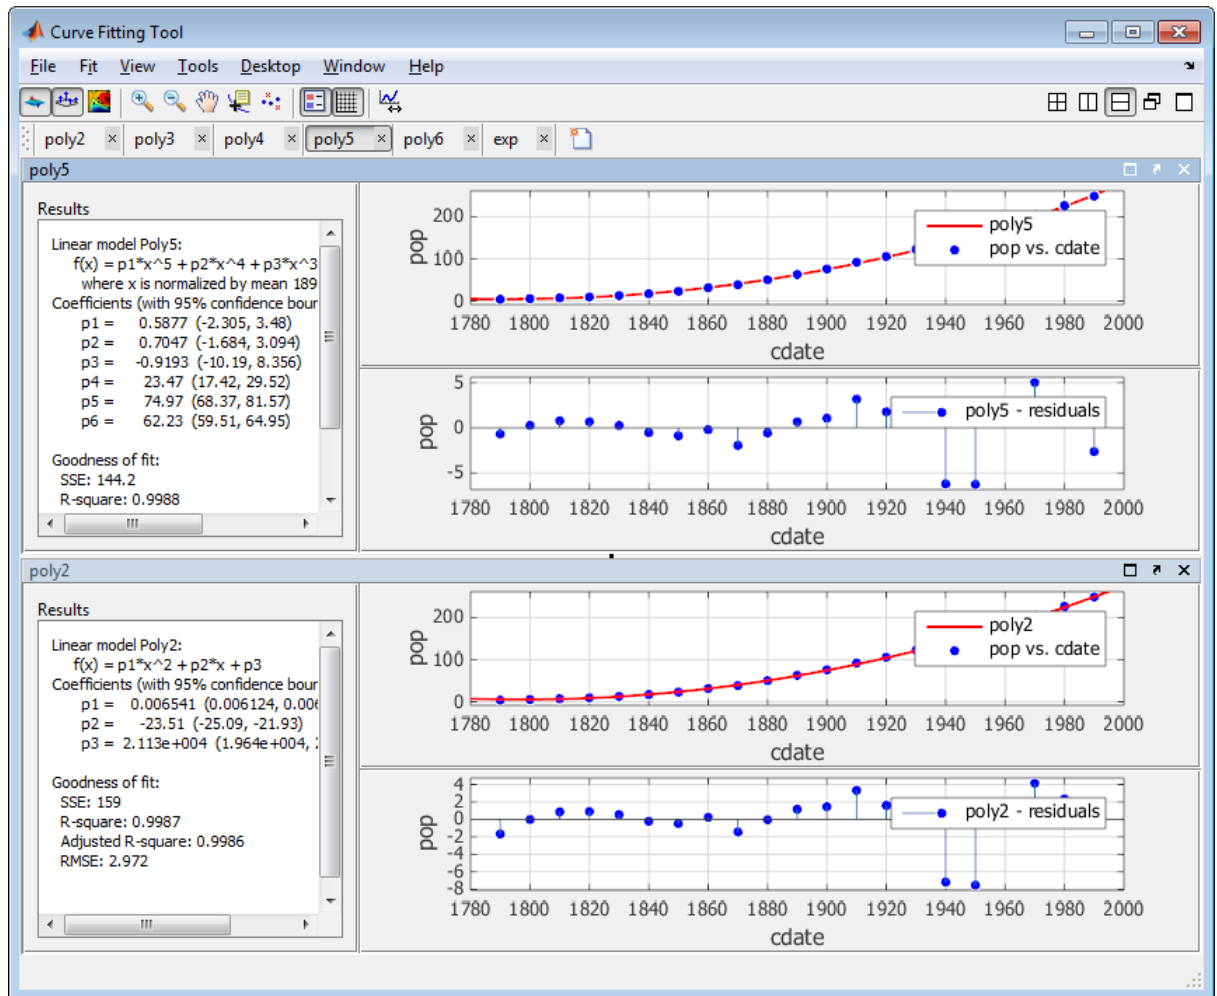 Curve Fitting Tool
File Fit View Tools Desktop Window Help
poly2 poly3 poly4 poly5 poly6 exp
poly5
Results
Linear model Poly5:
f(x) = p1*x^5 + p2*x^4 + p3*x^3
where x is normalized by mean 189
Coefficients (with 95% confidence bour
p1 = 0.5877 (-2.305, 3.48)
p2 = 0.7047 (-1.684, 3.094)
p3 = -0.9193 (-10.19, 8.356)
p4 = 23.47 (17.42, 29.52)
p5 = 74.97 (68.37, 81.57)
p6 = 62.23 (59.51, 64.95)
Goodness of fit:
SSE: 144.2
R-square: 0.9988
200
100
0
pop
poly5
pop vs. cdate
1780 1800 1820 1840 1860 1880 1900 1920 1940 1960 1980 2000
cdate
5
0
-5
pop
poly5 - residuals
1780 1800 1820 1840 1860 1880 1900 1920 1940 1960 1980 2000
cdate
poly2
Results
Linear model Poly2:
f(x) = p1*x^2 + p2*x + p3
Coefficients (with 95% confidence bour
p1 = 0.006541 (0.006124, 0.00
p2 = -23.51 (-25.09, -21.93)
p3 = 2.113e+004 (1.964e+004,
Goodness of fit:
SSE: 159
R-square: 0.9987
Adjusted R-square: 0.9986
RMSE: 2.972
200
100
0
pop
poly2
pop vs. cdate
1780 1800 1820 1840 1860 1880 1900 1920 1940 1960 1980 2000
cdate
4
2
0
-2
-4
-6
-8
pop
poly2 - residuals
1780 1800 1820 1840 1860 1880 1900 1920 1940 1960 1980 2000
cdate